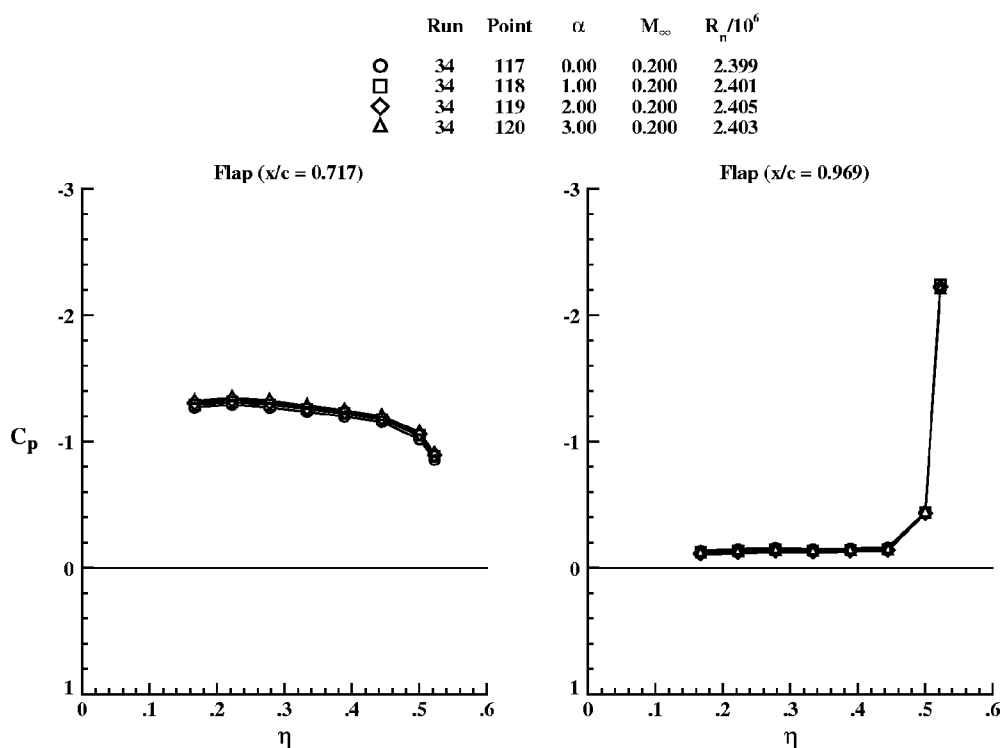 Run Point α M∞ Rn/10^6
34 117 0.00 0.200 2.399
34 118 1.00 0.200 2.401
34 119 2.00 0.200 2.405
34 120 3.00 0.200 2.403
Flap (x/c = 0.717)
-3
-2
-1
0
1
Cp
0 .1 .2 .3 .4 .5 .6
η
Flap (x/c = 0.969)
-3
-2
-1
0
1
0 .1 .2 .3 .4 .5 .6
η